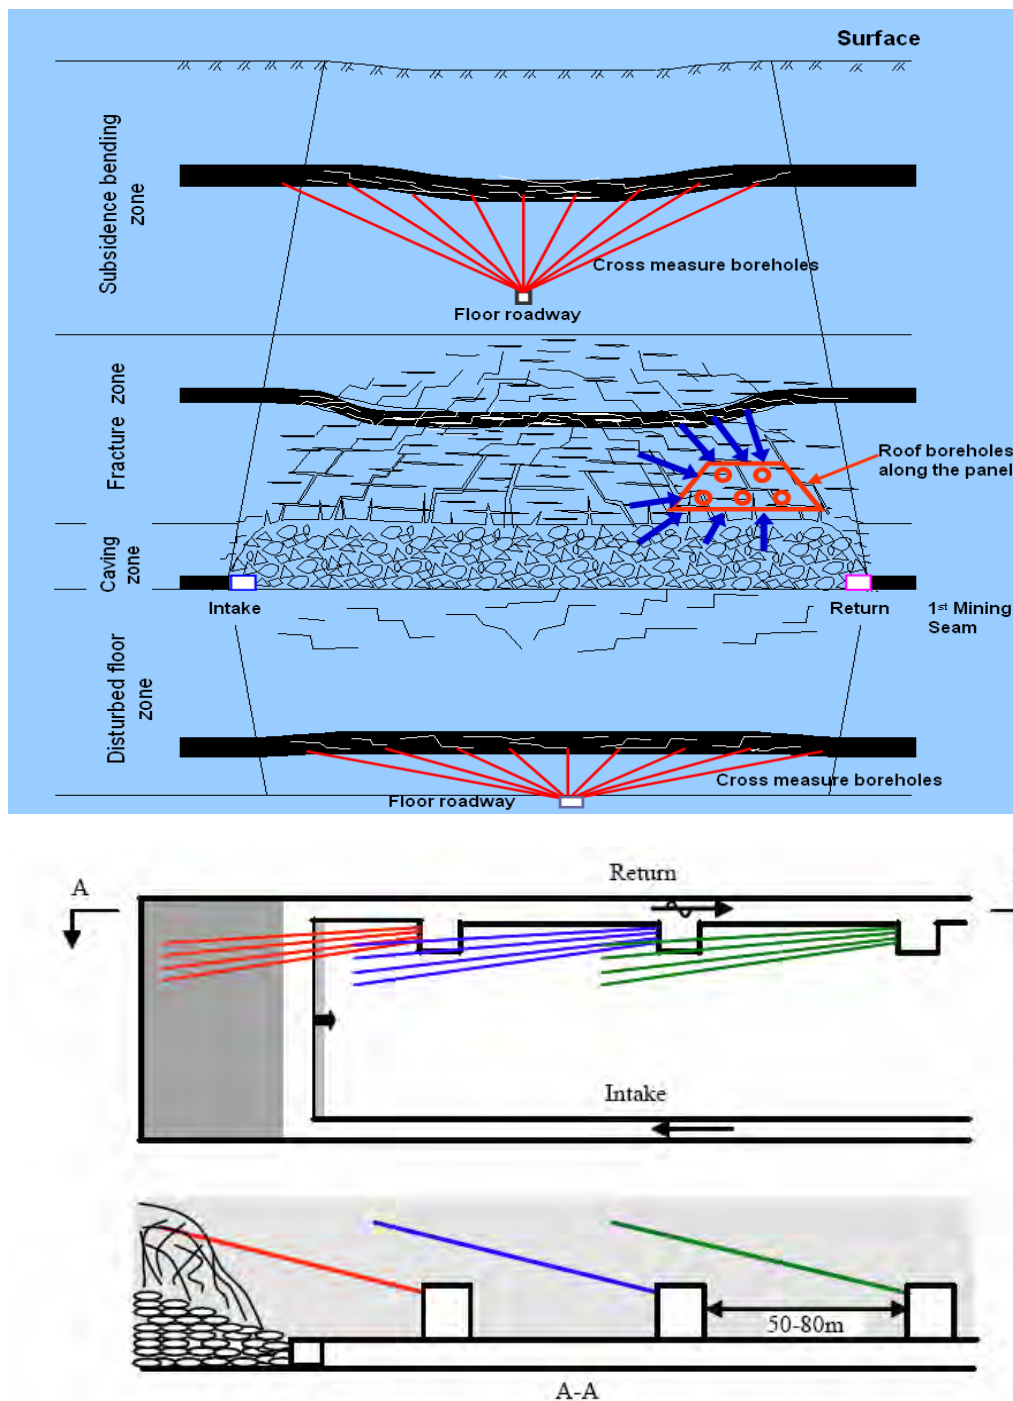 Surface
Subsidence bending
zone
Cross measure boreholes
Floor roadway
Fracture zone
Roof boreholes
along the panel
Caving
zone
Intake
Return
1st Mining
Seam
Disturbed floor
zone
Cross measure boreholes
Floor roadway
Return
A
Intake
50-80m
A-A